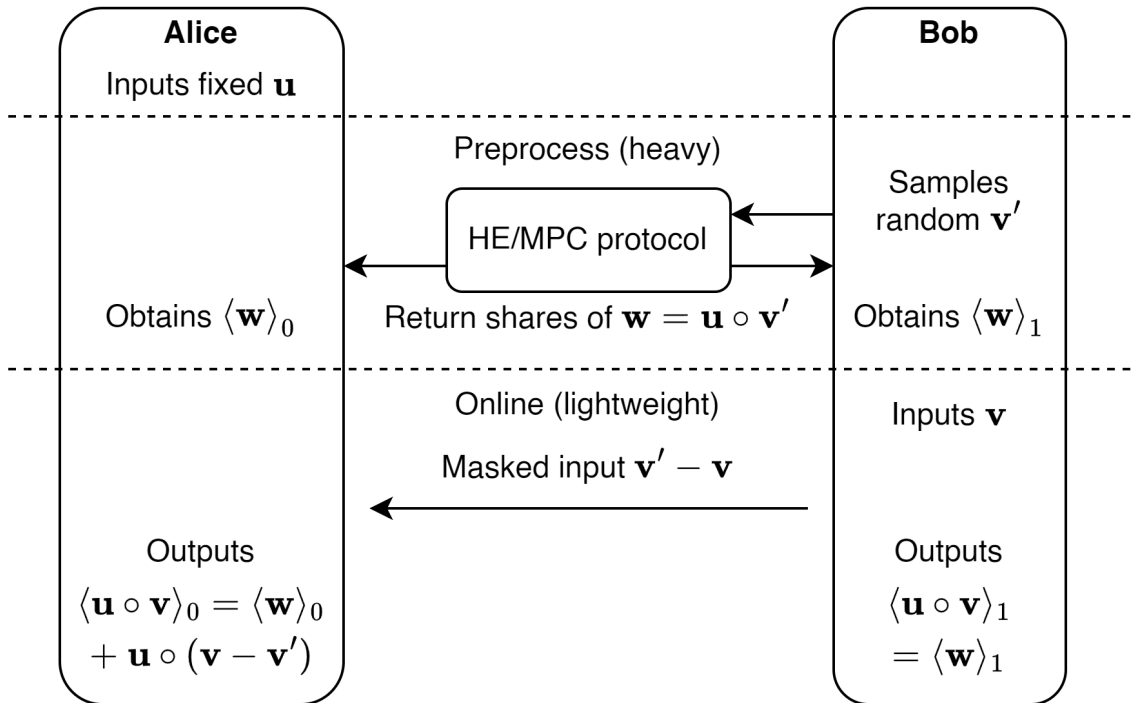 Alice
Bob
Inputs fixed 𝐮
Preprocess (heavy)
Samples
random 𝐯′
HE/MPC protocol
Obtains ⟨𝐰⟩₀
Return shares of 𝐰 = 𝐮 ∘ 𝐯′
Obtains ⟨𝐰⟩₁
Online (lightweight)
Inputs 𝐯
Masked input 𝐯′ − 𝐯
Outputs
⟨𝐮 ∘ 𝐯⟩₀ = ⟨𝐰⟩₀
+ 𝐮 ∘ (𝐯 − 𝐯′)
Outputs
⟨𝐮 ∘ 𝐯⟩₁
= ⟨𝐰⟩₁